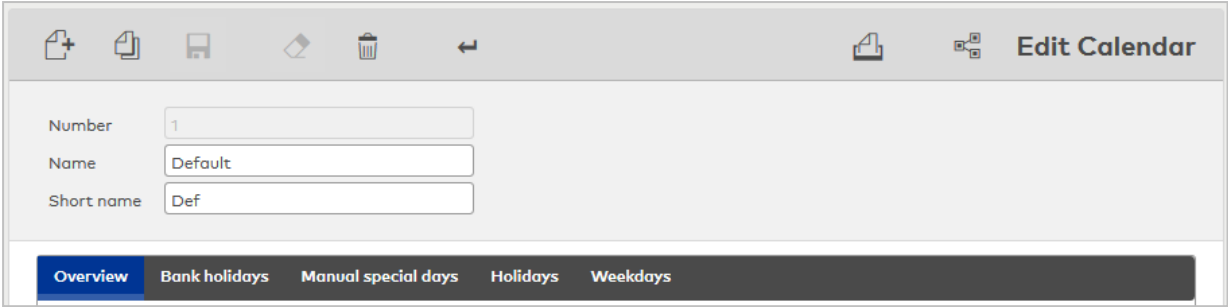 Edit Calendar
Number 1
Name Default
Short name Def
Overview Bank holidays Manual special days Holidays Weekdays